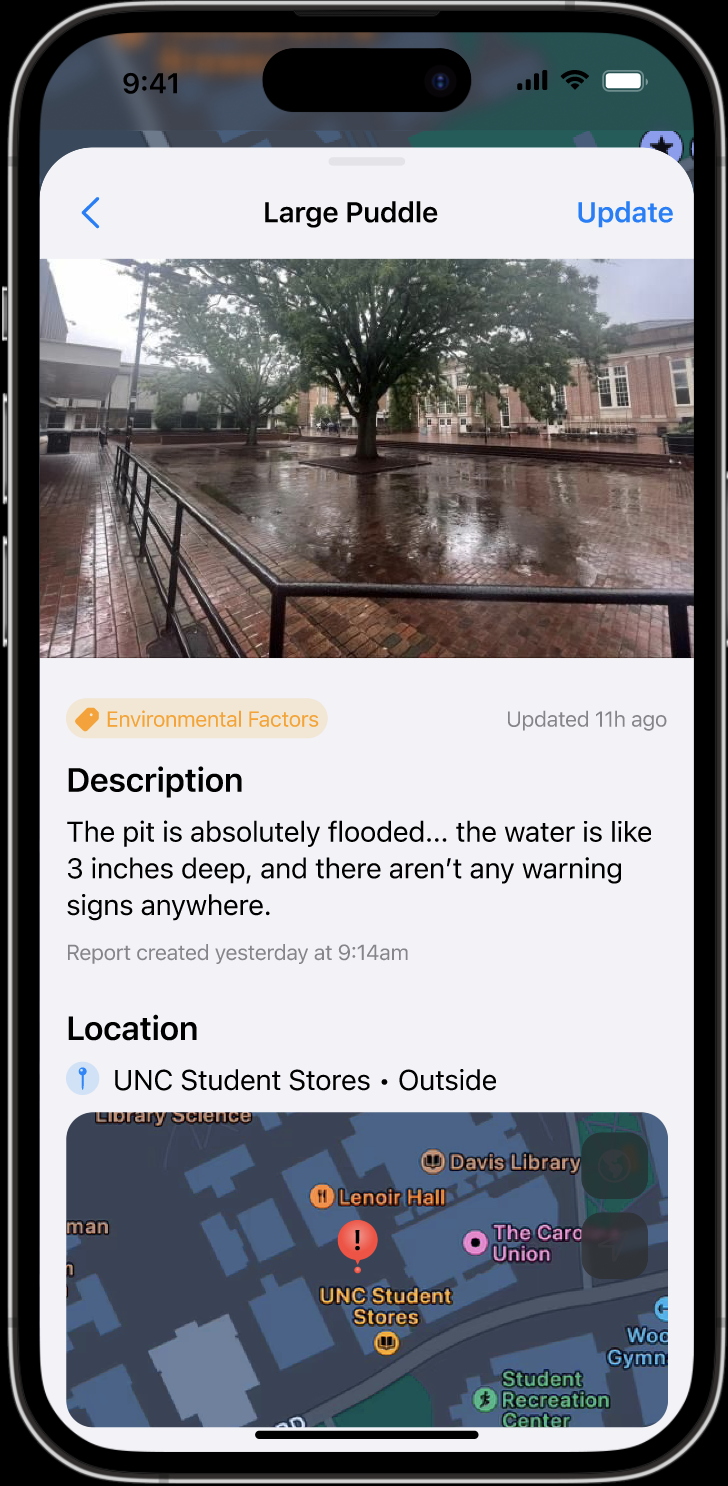 9:41
Large Puddle
Update
Environmental Factors
Updated 11h ago
Description
The pit is absolutely flooded... the water is like
3 inches deep, and there aren't any warning
signs anywhere.
Report created yesterday at 9:14am
Location
UNC Student Stores • Outside
Library Science
Davis Library
Lenoir Hall
man
The Caro
Union
!
UNC Student
Stores
Woo
Gymn
Student
Recreation
Center
RD